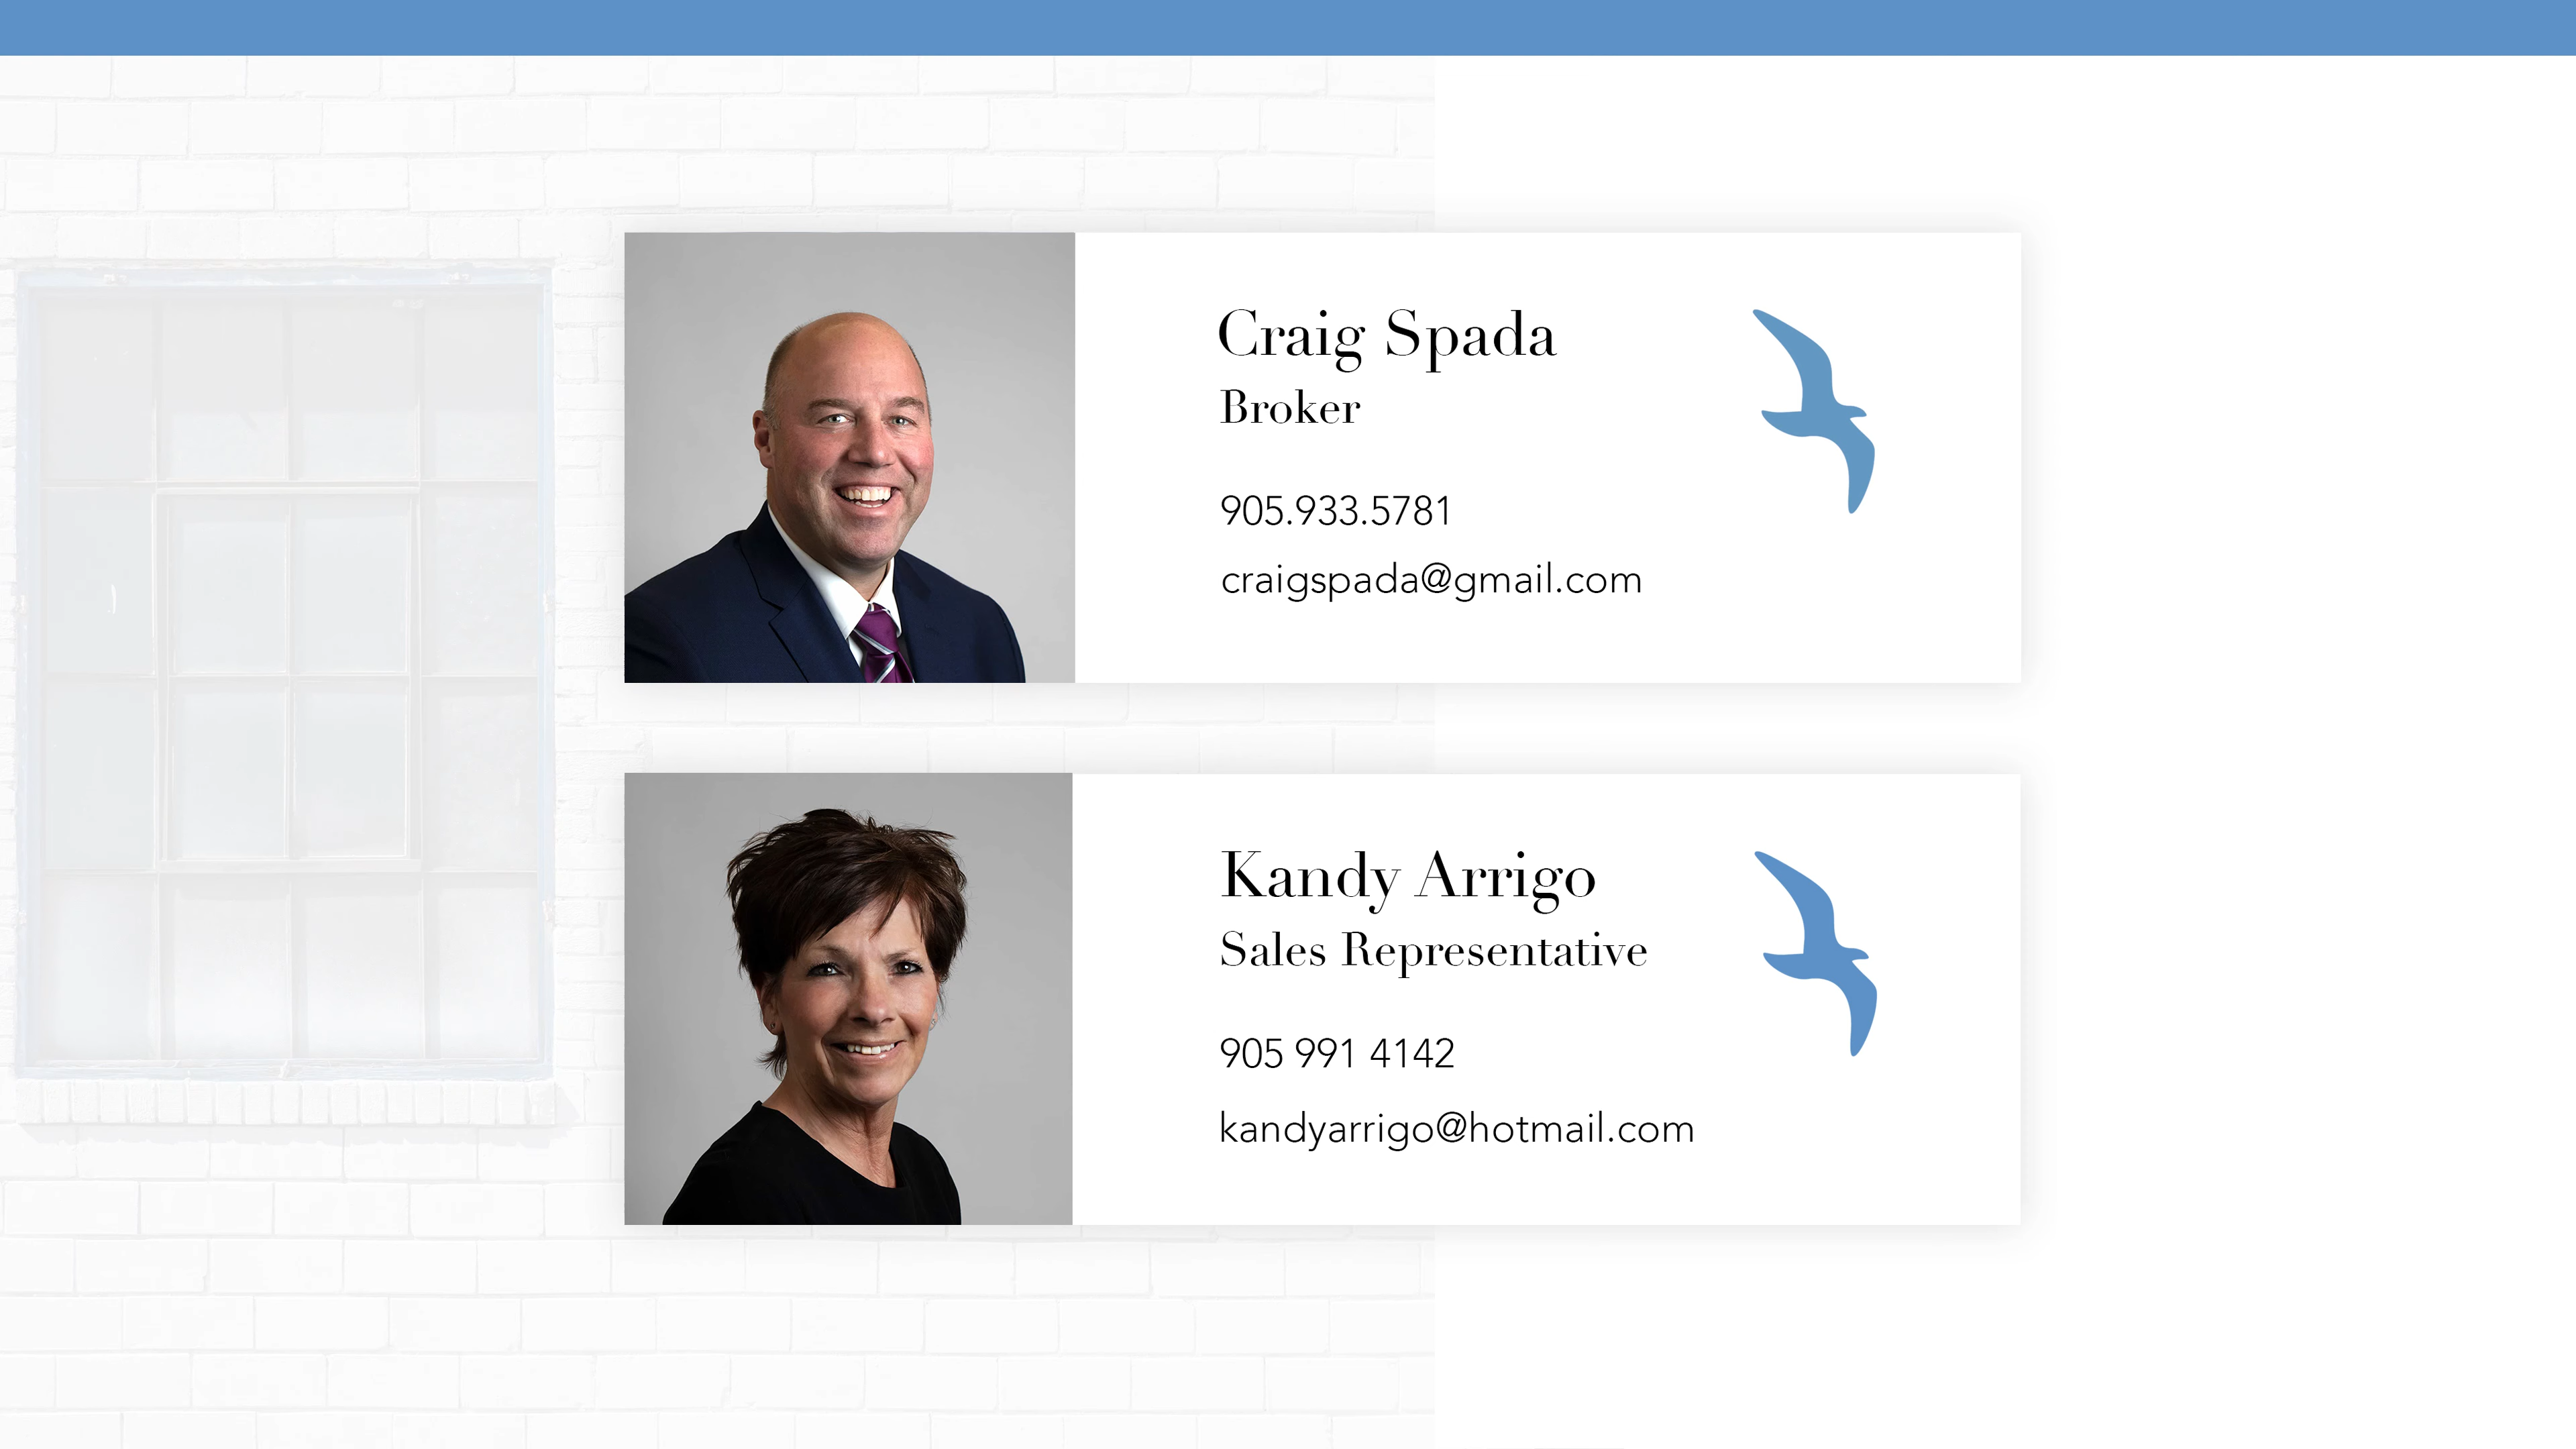 Craig Spada
Broker
905.933.5781
craigspada@gmail.com
Kandy Arrigo
Sales Representative
905 991 4142
kandyarrigo@hotmail.com